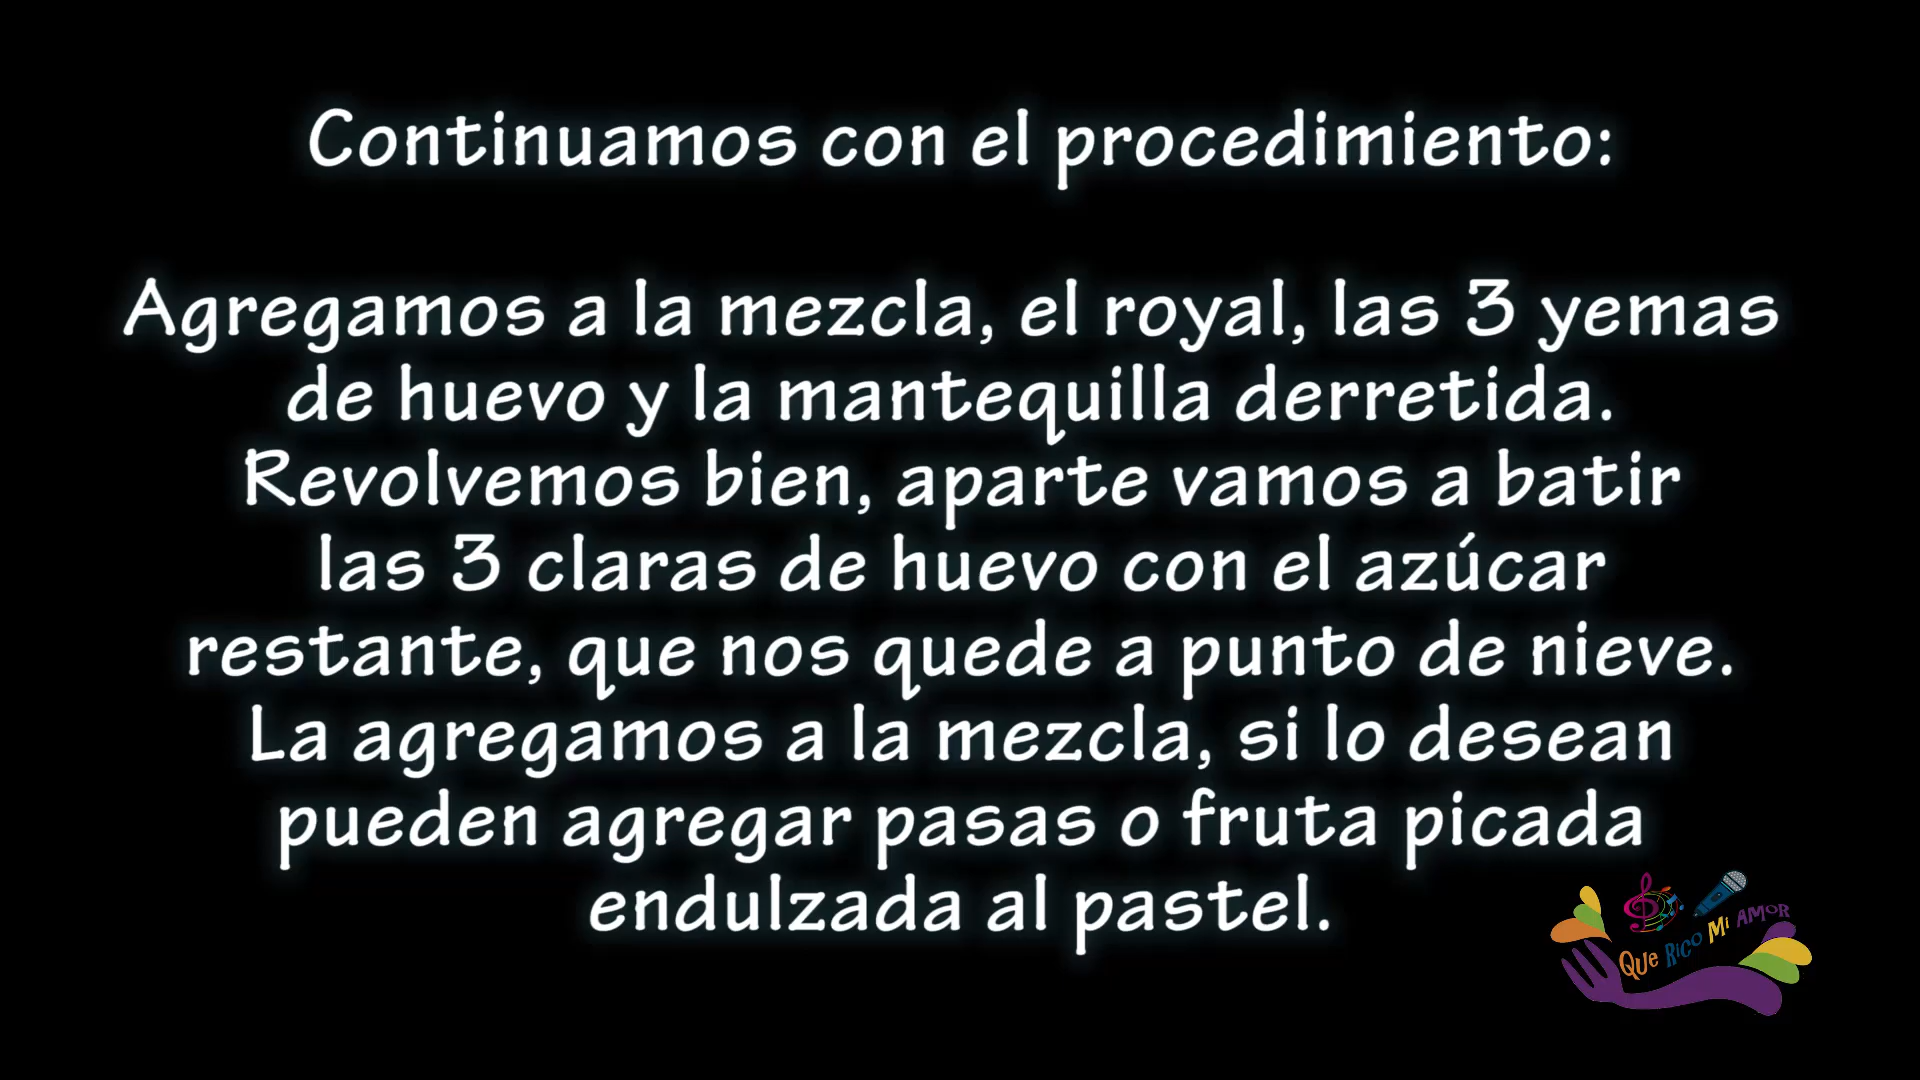 Continuamos con el procedimiento:
Agregamos a la mezcla, el royal, las 3 yemas
de huevo y la mantequilla derretida.
Revolvemos bien, aparte vamos a batir
las 3 claras de huevo con el azúcar
restante, que nos quede a punto de nieve.
La agregamos a la mezcla, si lo desean
pueden agregar pasas o fruta picada
endulzada al pastel.
Que Rico Mi AMOR